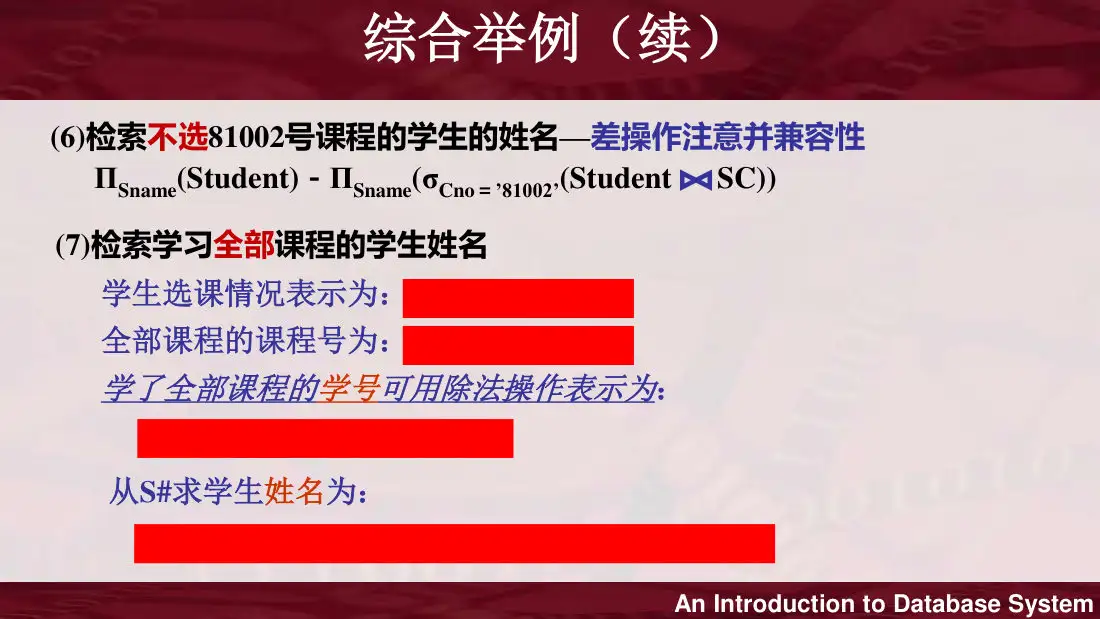 综合举例（续）
(6)检索不选81002号课程的学生的姓名—差操作注意并兼容性
ΠSname(Student) - ΠSname(σCno = ’81002’(Student ⋈ SC))
(7)检索学习全部课程的学生姓名
学生选课情况表示为：
全部课程的课程号为：
学了全部课程的学号可用除法操作表示为：
从S#求学生姓名为：
An Introduction to Database System